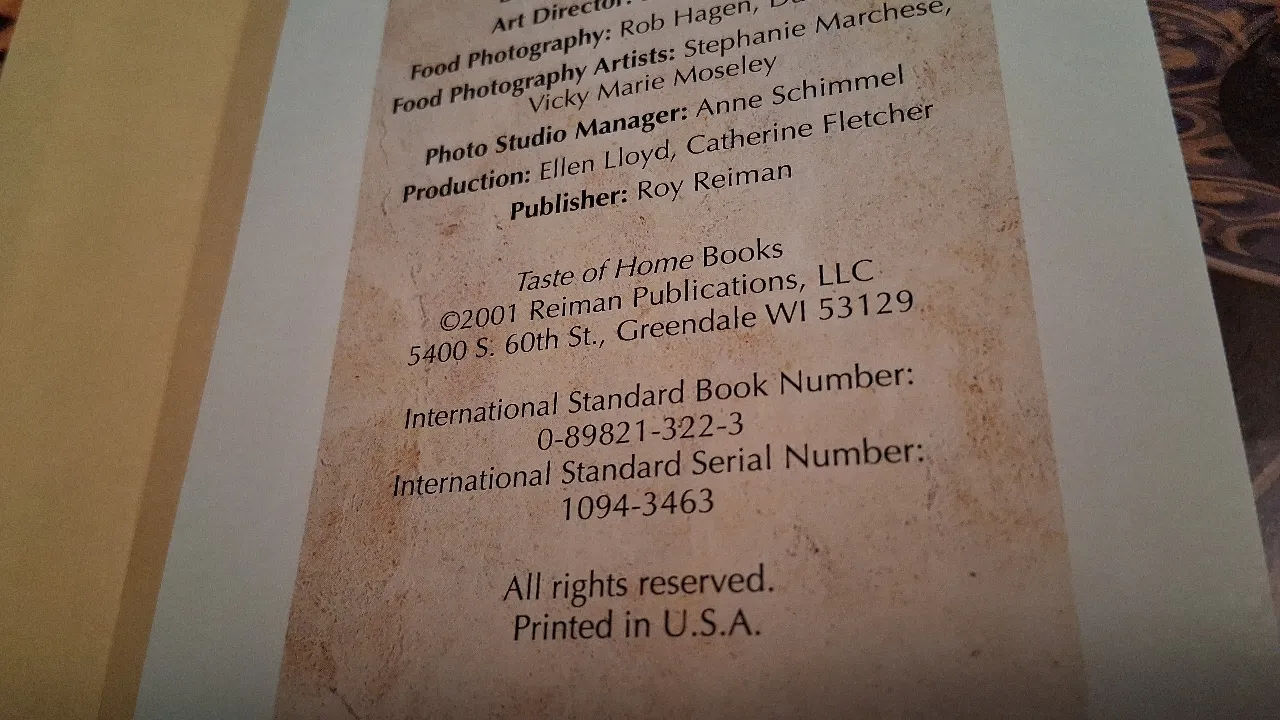 Art Director:
Food Photography: Rob Hagen,
Food Photography Artists: Stephanie Marchese,
Vicky Marie Moseley
Photo Studio Manager: Anne Schimmel
Production: Ellen Lloyd, Catherine Fletcher
Publisher: Roy Reiman
Taste of Home Books
©2001 Reiman Publications, LLC
5400 S. 60th St., Greendale WI 53129
International Standard Book Number:
0-89821-322-3
International Standard Serial Number:
1094-3463
All rights reserved.
Printed in U.S.A.